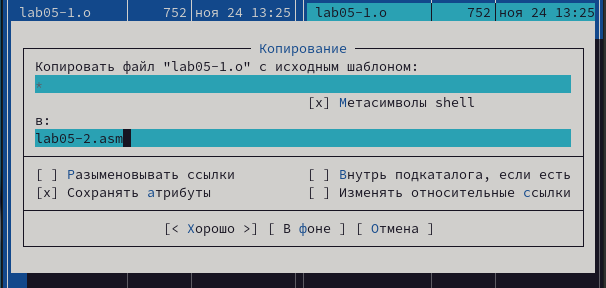 lab05-1.o 752 ноя 24 13:25 lab05-1.o 752 ноя 24 13:25
Копирование
Копировать файл "lab05-1.o" с исходным шаблоном:
*
[x] Метасимволы shell
в:
lab05-2.asm
[ ] Разыменовывать ссылки [ ] Внутрь подкаталога, если есть
[x] Сохранять атрибуты [ ] Изменять относительные ссылки
[< Хорошо >] [ В фоне ] [ Отмена ]